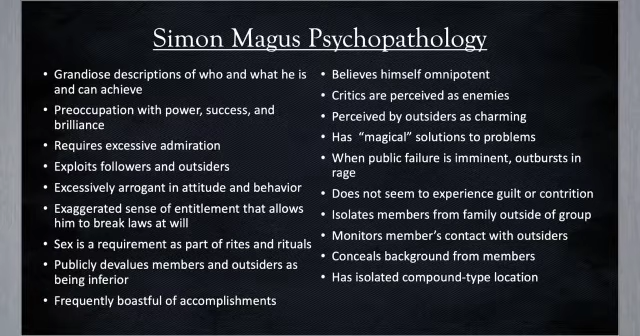 Simon Magus Psychopathology
• Grandiose descriptions of who and what he is
and can achieve
• Preoccupation with power, success, and
brilliance
• Requires excessive admiration
• Exploits followers and outsiders
• Excessively arrogant in attitude and behavior
• Exaggerated sense of entitlement that allows
him to break laws at will
• Sex is a requirement as part of rites and rituals
• Publicly devalues members and outsiders as
being inferior
• Frequently boastful of accomplishments
• Believes himself omnipotent
• Critics are perceived as enemies
• Perceived by outsiders as charming
• Has “magical” solutions to problems
• When public failure is imminent, outbursts in
rage
• Does not seem to experience guilt or contrition
• Isolates members from family outside of group
• Monitors member’s contact with outsiders
• Conceals background from members
• Has isolated compound-type location